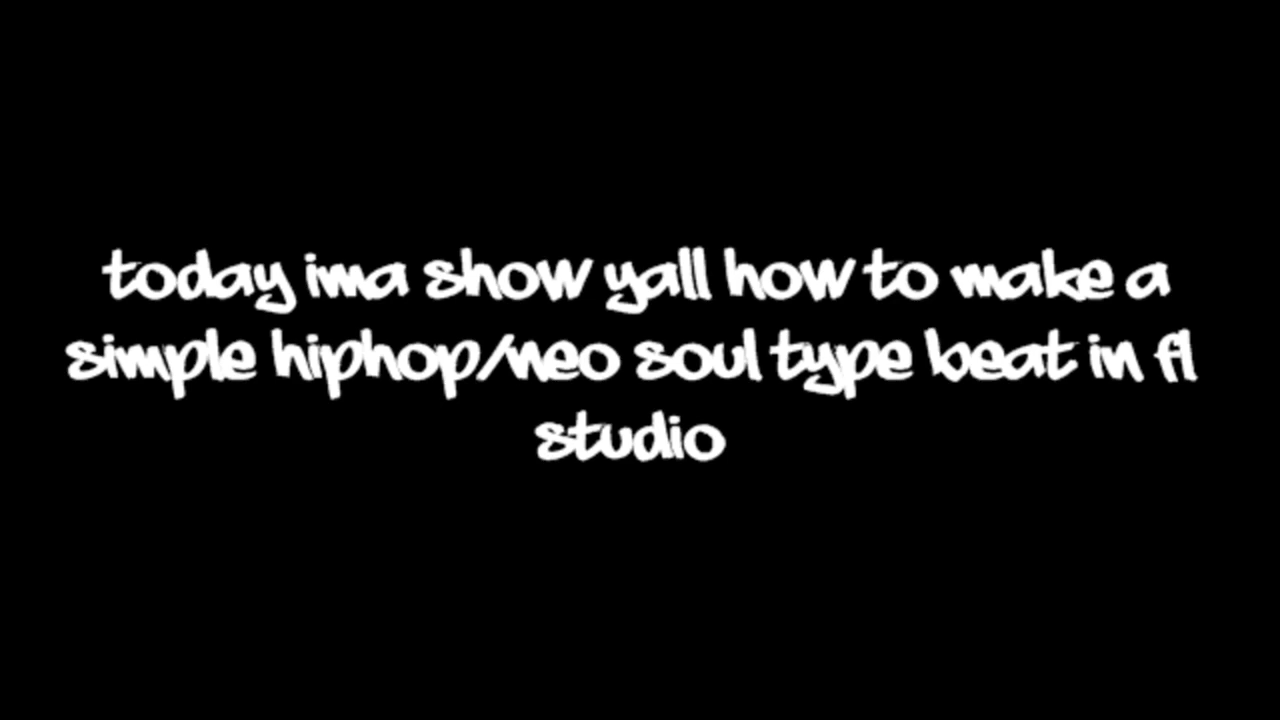 today ima show yall how to make a
simple hiphop/neo soul type beat in fl
studio